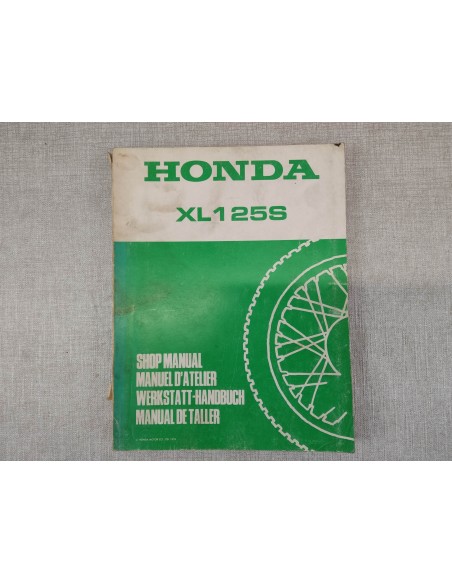 HONDA
XL125S
SHOP MANUAL
MANUEL D'ATELIER
WERKSTATT-HANDBUCH
MANUAL DE TALLER